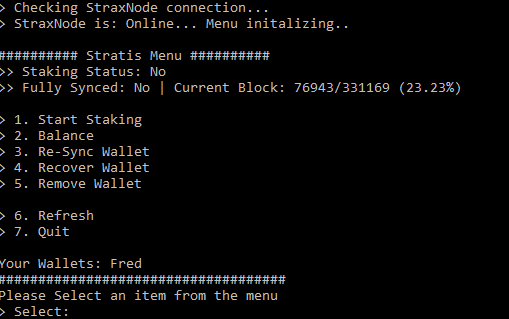 > Checking StraxNode connection...
> StraxNode is: Online... Menu initalizing..
########## Stratis Menu ##########
>> Staking Status: No
>> Fully Synced: No | Current Block: 76943/331169 (23.23%)
> 1. Start Staking
> 2. Balance
> 3. Re-Sync Wallet
> 4. Recover Wallet
> 5. Remove Wallet
> 6. Refresh
> 7. Quit
Your Wallets: Fred
####################################
Please Select an item from the menu
> Select: